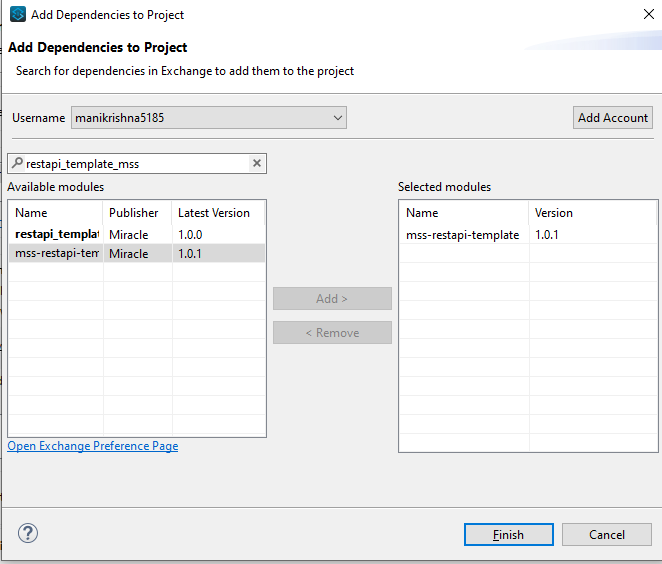 Add Dependencies to Project
Add Dependencies to Project
Search for dependencies in Exchange to add them to the project
Username manikrishna5185 Add Account
restapi_template_mss
Available modules
Name Publisher Latest Version
restapi_templat Miracle 1.0.0
mss-restapi-tem Miracle 1.0.1
Open Exchange Preference Page
Add >
< Remove
Selected modules
Name Version
mss-restapi-template 1.0.1
Finish Cancel